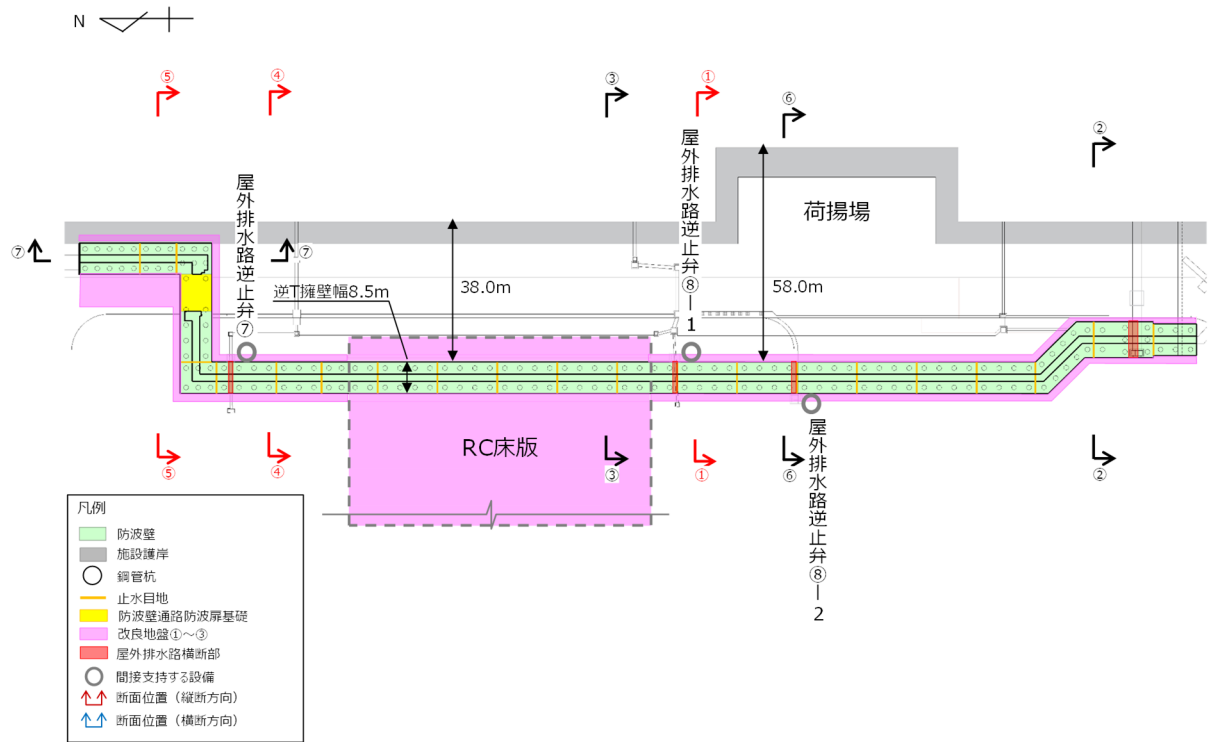 N
⑤
④
③
①
⑥
②
屋外排水路逆止弁⑦
屋外排水路逆止弁⑧ー1
荷揚場
⑦
⑦
逆T擁壁幅8.5m
38.0m
58.0m
RC床版
⑤
④
③
①
⑥
②
屋外排水路逆止弁⑧ー2
凡例
防波壁
施設護岸
鋼管杭
止水目地
防波壁通路防波扉基礎
改良地盤①～③
屋外排水路横断部
間接支持する設備
断面位置（縦断方向）
断面位置（横断方向）